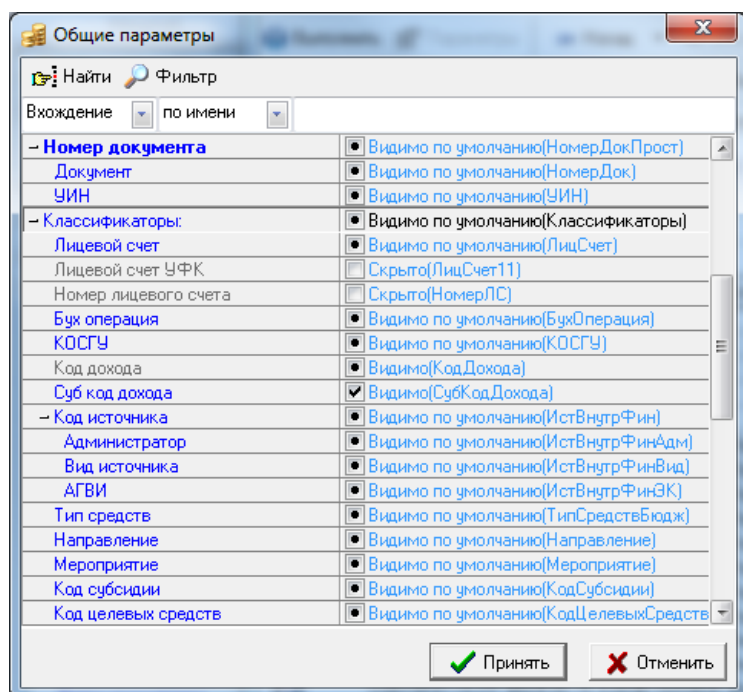 Общие параметры
Найти Фильтр
Вхождение по имени
Номер документа Видимо по умолчанию(НомерДокПрост)
Документ Видимо по умолчанию(НомерДок)
УИН Видимо по умолчанию(УИН)
Классификаторы: Видимо по умолчанию(Классификаторы)
Лицевой счет Видимо по умолчанию(ЛицСчет)
Лицевой счет УФК Скрыто(ЛицСчет11)
Номер лицевого счета Скрыто(НомерЛС)
Бух операция Видимо по умолчанию(БухОперация)
КОСГУ Видимо по умолчанию(КОСГУ)
Код дохода Видимо(КодДохода)
Суб код дохода Видимо(СубКодДохода)
Код источника Видимо по умолчанию(ИстВнутрФин)
Администратор Видимо по умолчанию(ИстВнутрФинАдм)
Вид источника Видимо по умолчанию(ИстВнутрФинВид)
АГВИ Видимо по умолчанию(ИстВнутрФинЭК)
Тип средств Видимо по умолчанию(ТипСредствБюдж)
Направление Видимо по умолчанию(Направление)
Мероприятие Видимо по умолчанию(Мероприятие)
Код субсидии Видимо по умолчанию(КодСубсидии)
Код целевых средств Видимо по умолчанию(КодЦелевыхСредств
Принять Отменить